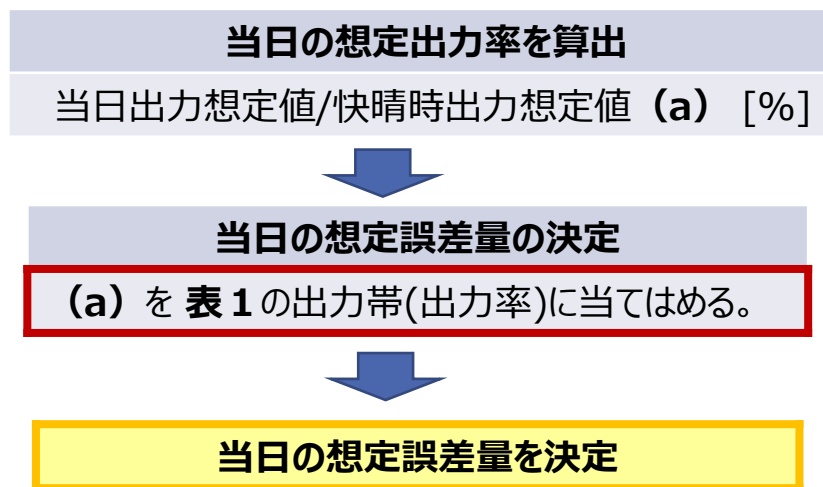 当日の想定出力率を算出
当日出力想定値/快晴時出力想定値（a） [%]
当日の想定誤差量の決定
（a）を 表１の出力帯(出力率)に当てはめる。
当日の想定誤差量を決定